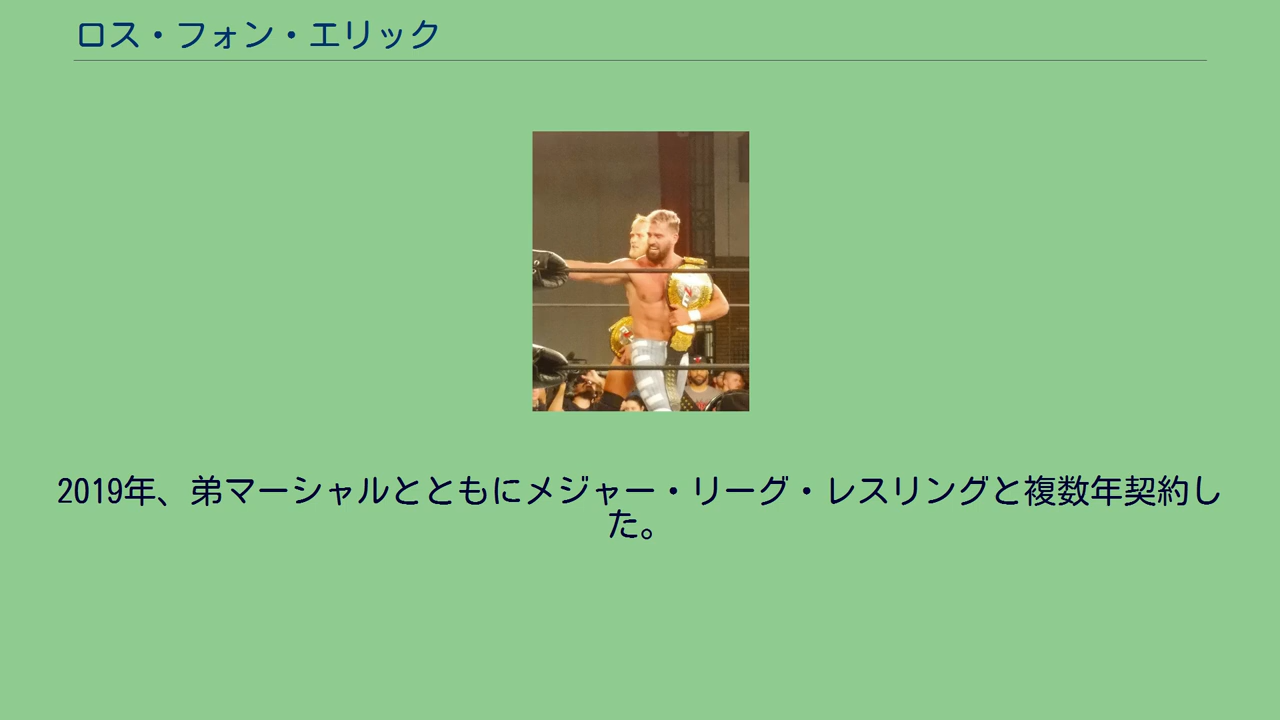 ロス・フォン・エリック
2019年、弟マーシャルとともにメジャー・リーグ・レスリングと複数年契約し
た。